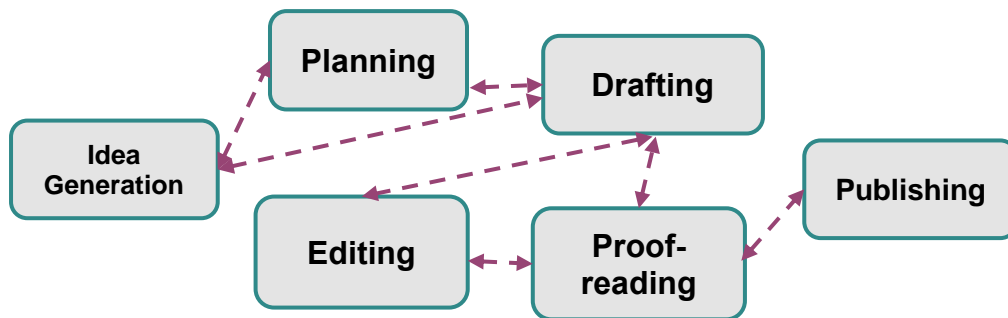 Planning
Drafting
Idea
Generation
Publishing
Editing
Proof-
reading